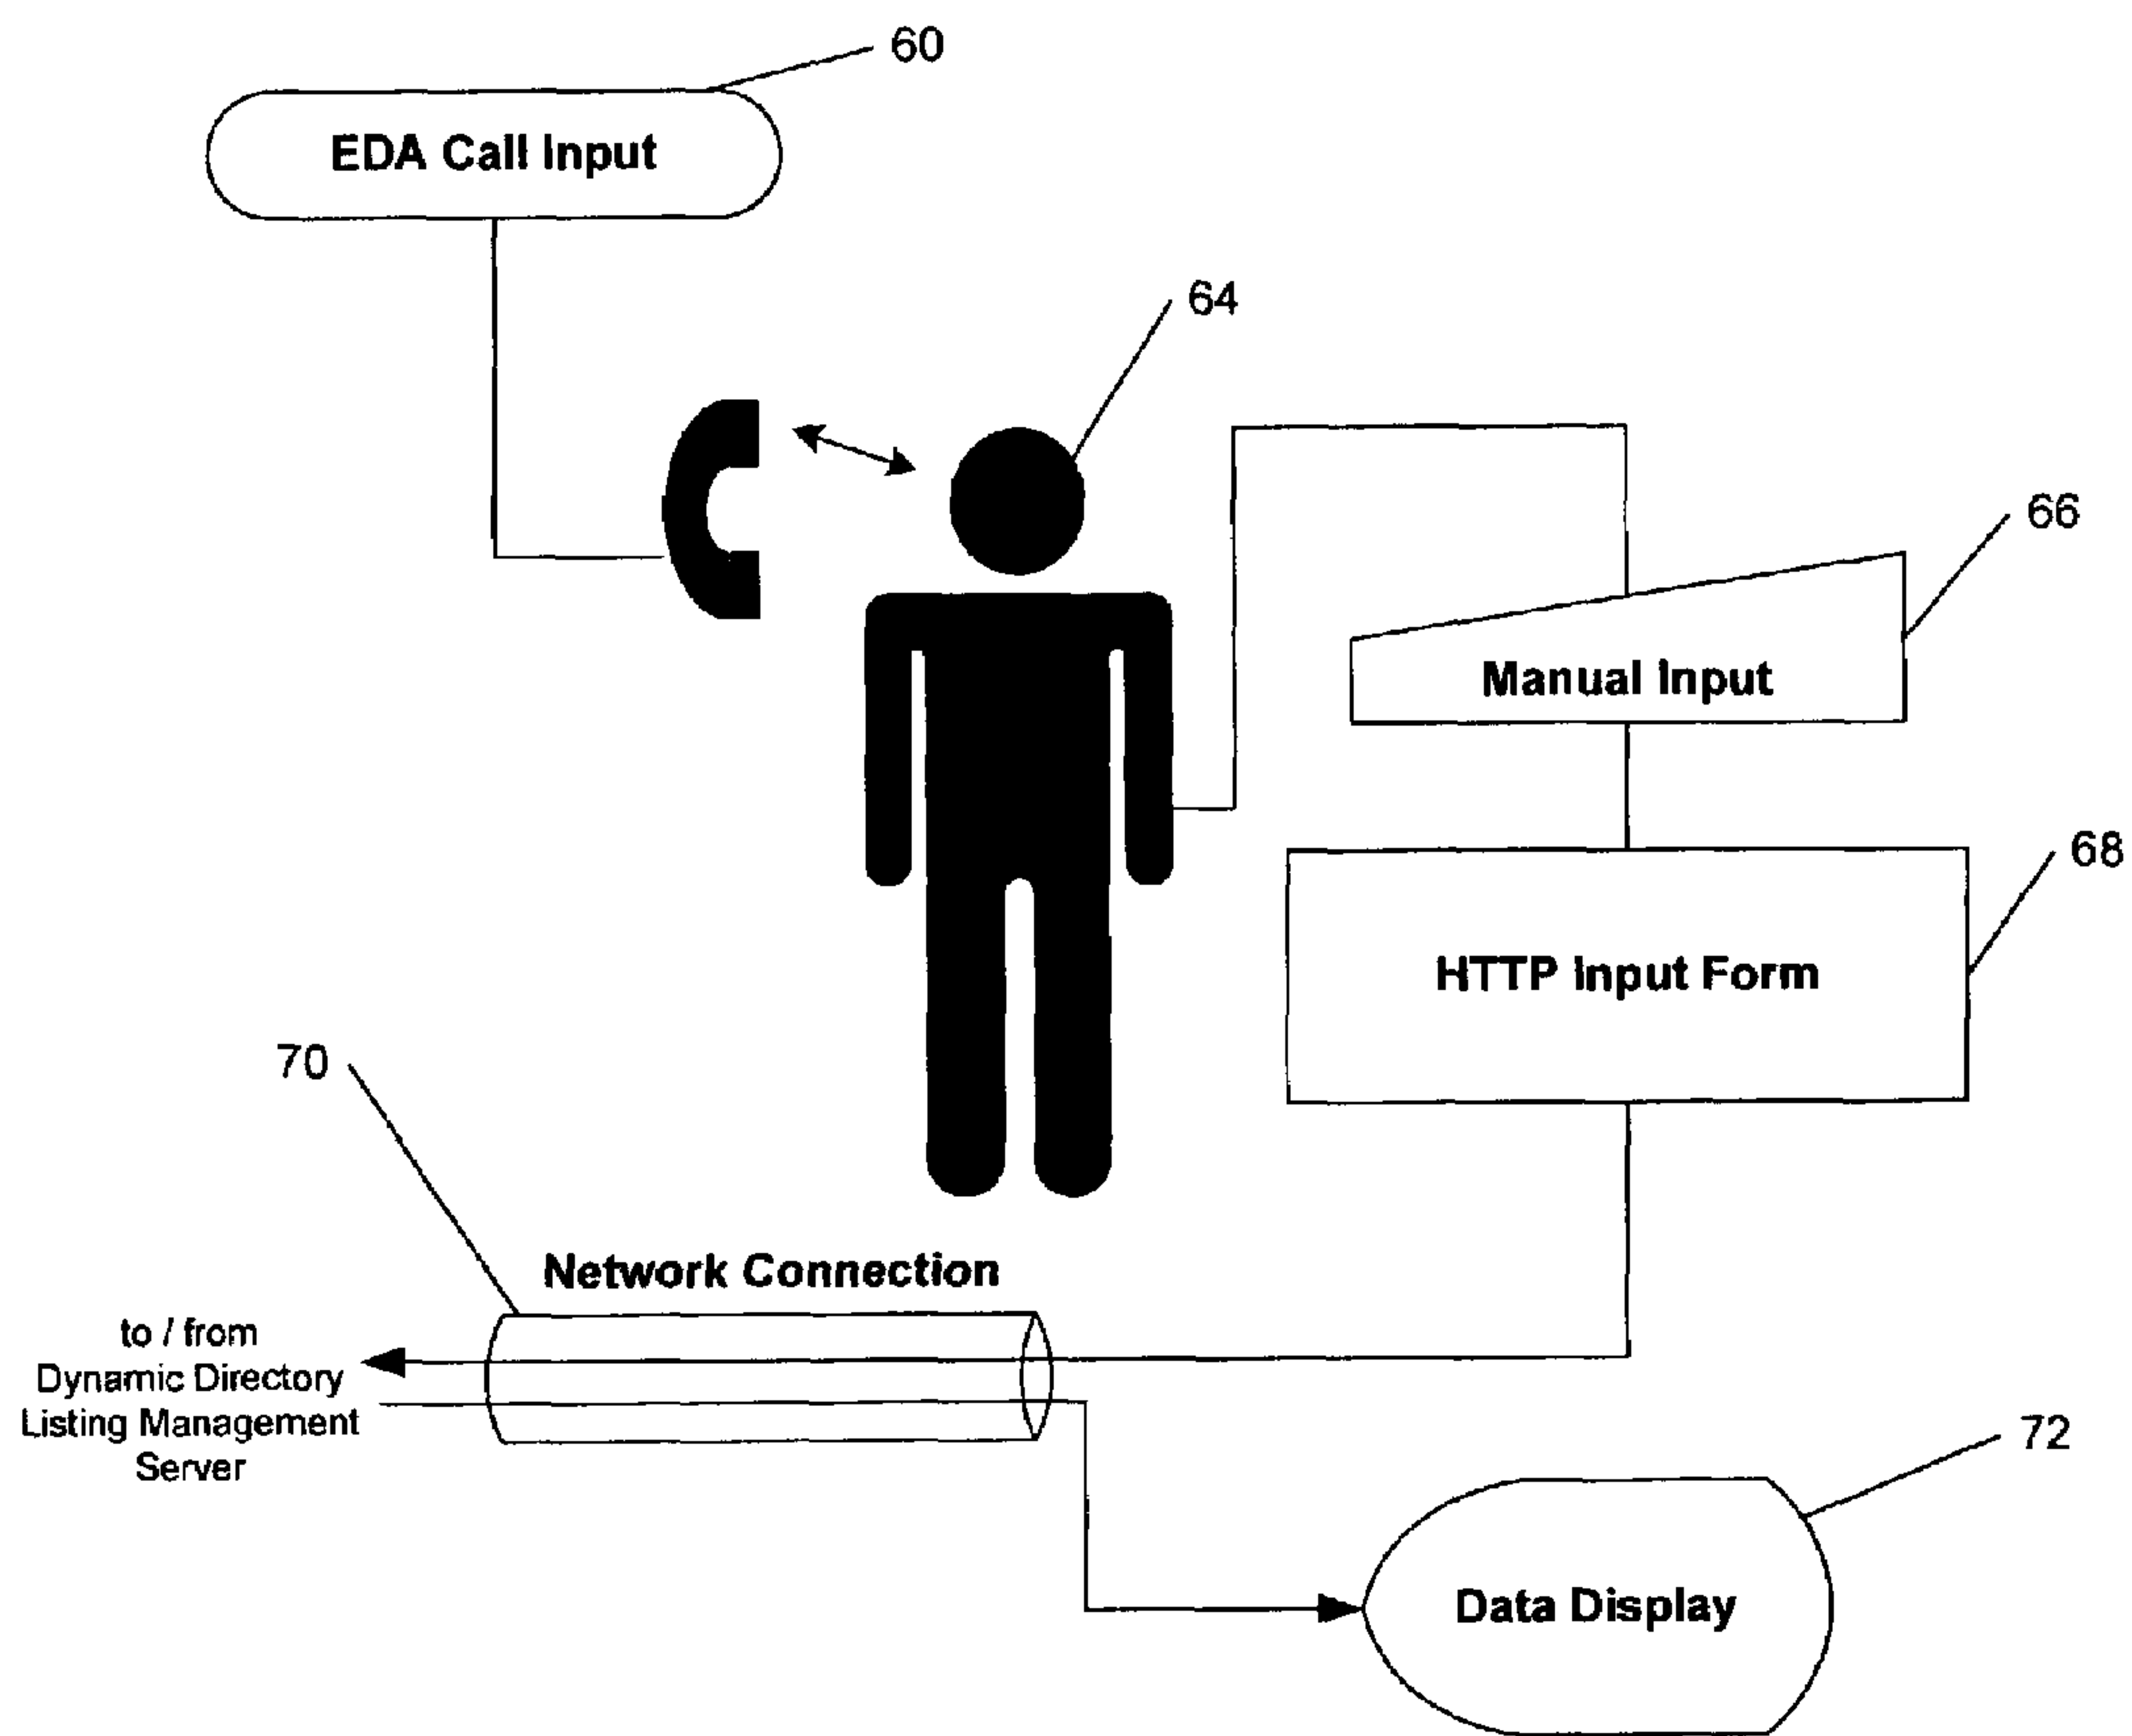 60
EDA Call Input
64
66
Manual Input
68
HTTP Input Form
70
Network Connection
to / from
Dynamic Directory
Listing Management
Server
72
Data Display